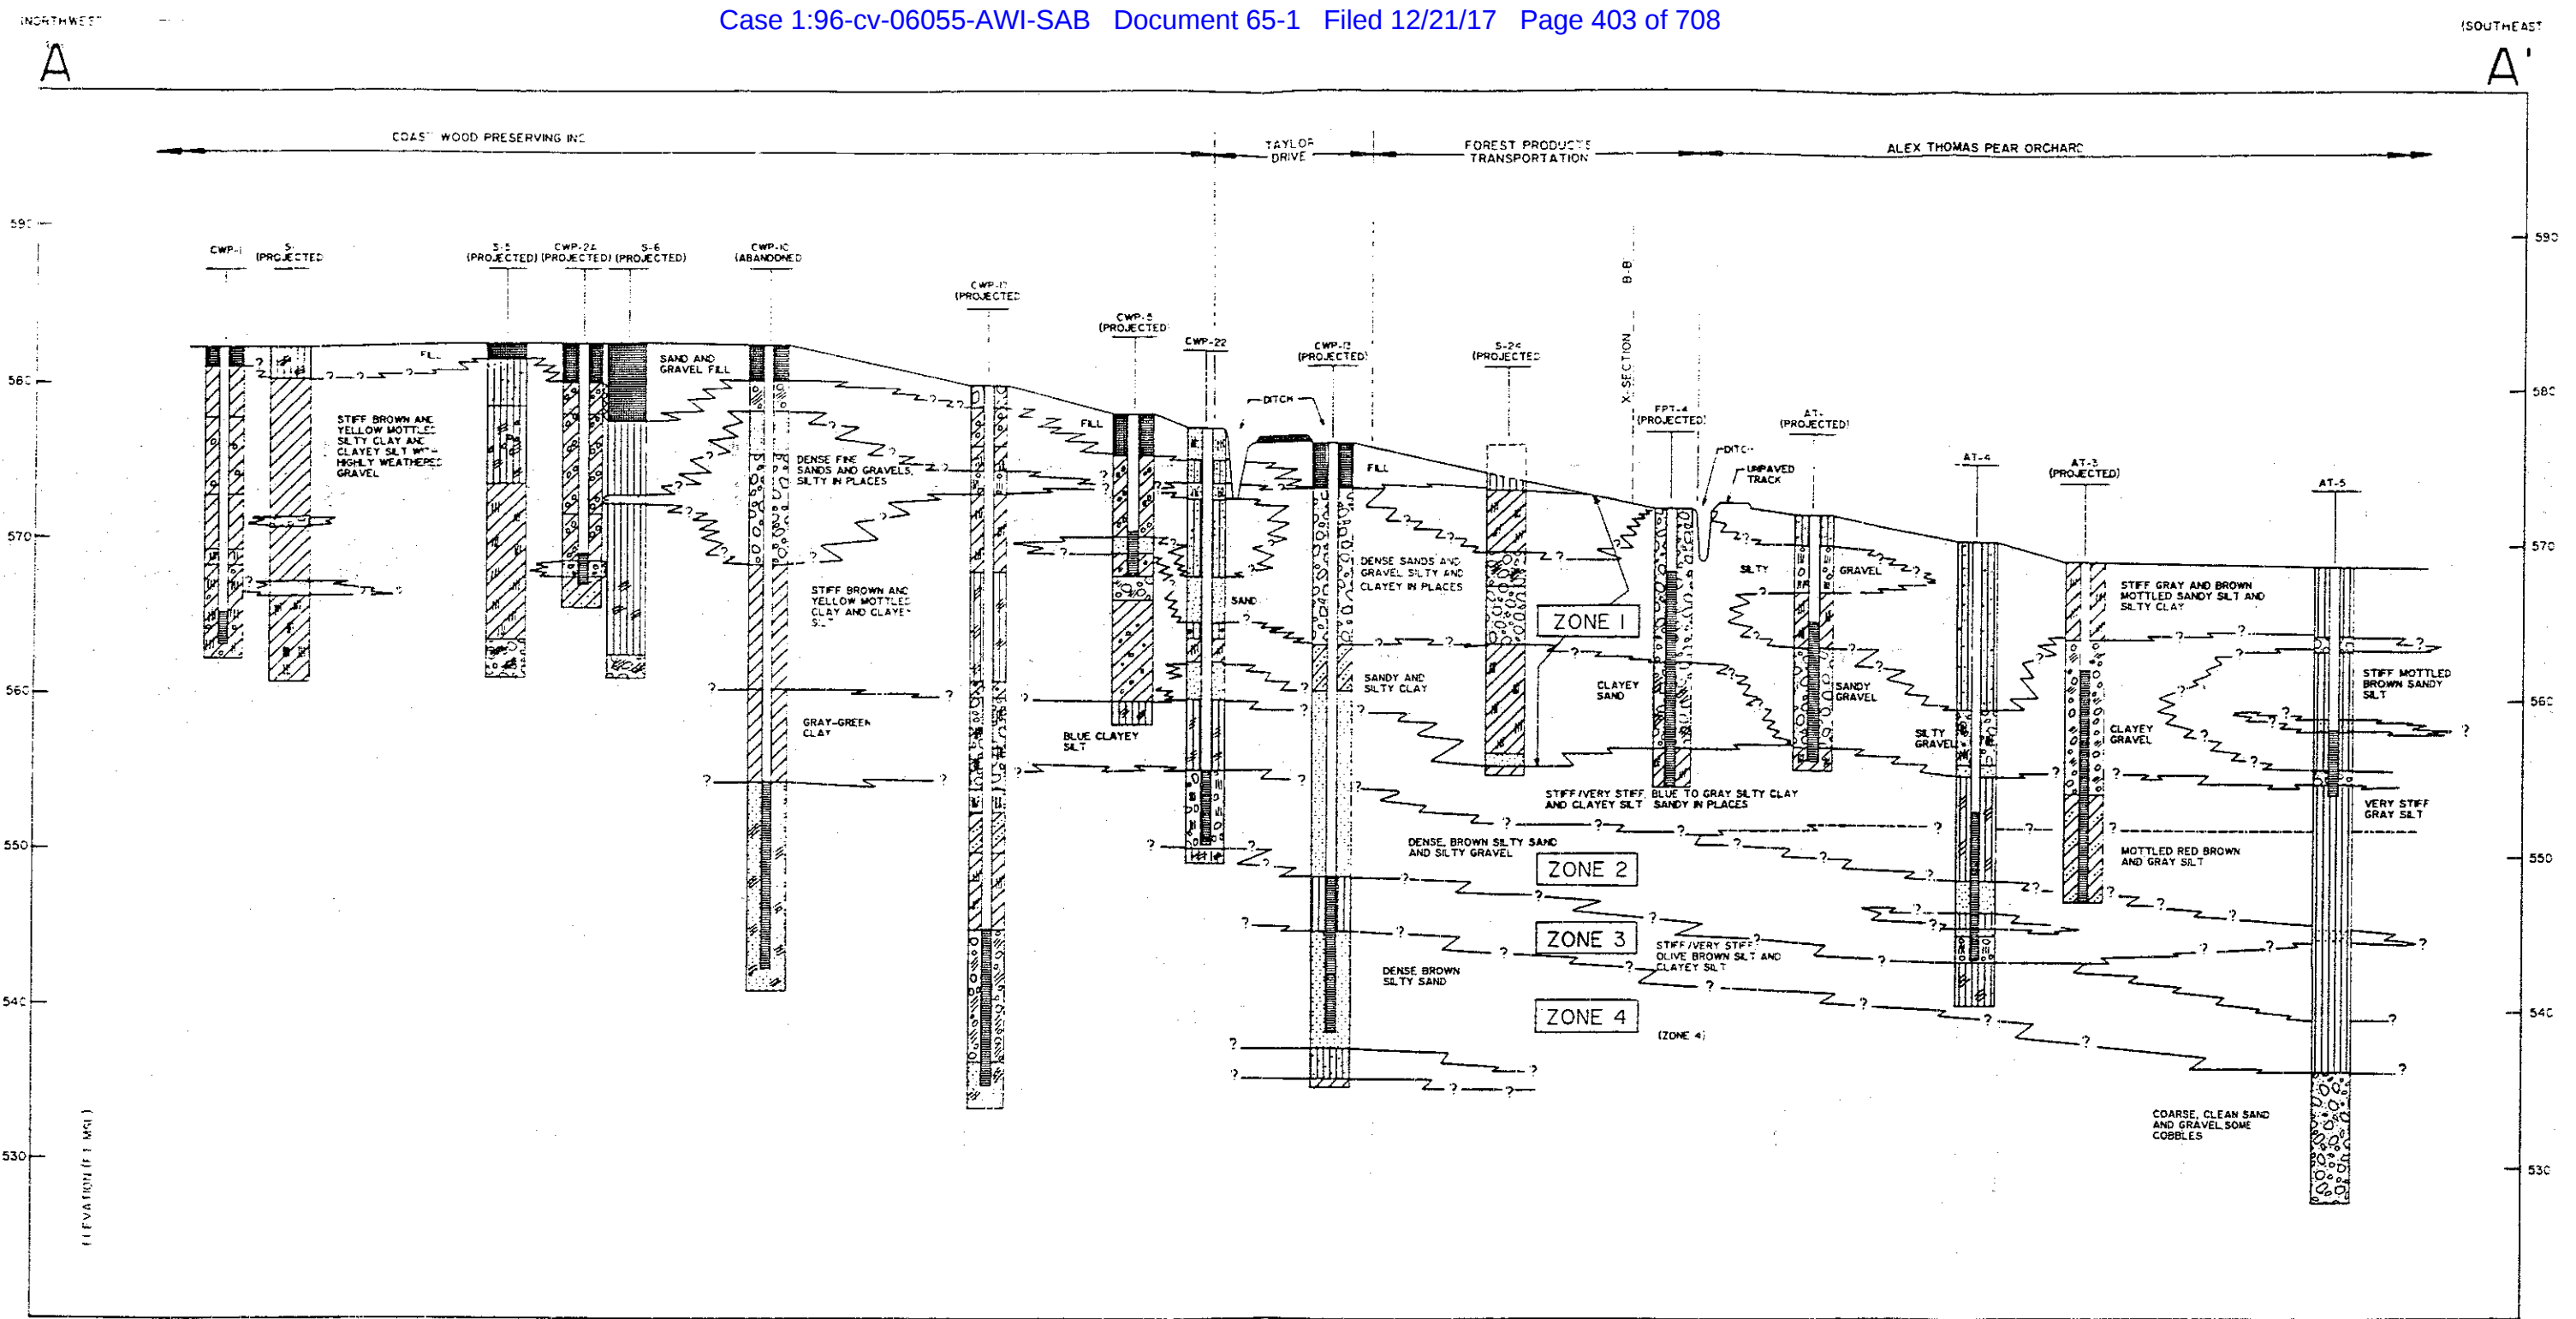 Case 1:96-cv-06055-AWI-SAB Document 65-1 Filed 12/21/17 Page 403 of 708
(SOUTHEAST
A
A'
COAST WOOD PRESERVING INC
TAYLOR
DRIVE
FOREST PRODUCTS
TRANSPORTATION
ALEX THOMAS PEAR ORCHARD
590
590
CWP-1
(PROJECTED
S-5
(PROJECTED)
CWP-2A
(PROJECTED)
S-6
(PROJECTED)
CWP-10
(ABANDONED
(PROJECTED
CWP-5
(PROJECTED)
CWP-22
(PROJECTED)
S-24
(PROJECTED
X-SECTION B-B'
FPT-4
(PROJECTED)
(PROJECTED)
AT-4
AT-3
(PROJECTED)
AT-5
DITCH
DITCH
UNPAVED
TRACK
580
580
SAND AND
GRAVEL FILL
FILL
FILL
STIFF BROWN AND
YELLOW MOTTLED
SILTY CLAY AND
CLAYEY SILT WITH
HIGHLY WEATHERED
GRAVEL
DENSE FINE
SANDS AND GRAVELS,
SILTY IN PLACES
570
570
DENSE SANDS AND
GRAVEL SILTY AND
CLAYEY IN PLACES
SILTY GRAVEL
STIFF GRAY AND BROWN
MOTTLED SANDY SILT AND
SILTY CLAY
STIFF BROWN AND
YELLOW MOTTLED
CLAY AND CLAYEY
SILT
SAND
ZONE 1
560
560
SANDY AND
SILTY CLAY
CLAYEY
SAND
SANDY
GRAVEL
STIFF MOTTLED
BROWN SANDY
SILT
GRAY-GREEN
CLAY
BLUE CLAYEY
SILT
SILTY
GRAVEL
CLAYEY
GRAVEL
STIFF/VERY STIFF, BLUE TO GRAY SILTY CLAY
AND CLAYEY SILT SANDY IN PLACES
VERY STIFF
GRAY SILT
550
550
DENSE, BROWN SILTY SAND
AND SILTY GRAVEL
ZONE 2
MOTTLED RED BROWN
AND GRAY SILT
ZONE 3
STIFF/VERY STIFF
OLIVE BROWN SILT AND
CLAYEY SILT
DENSE BROWN
SILTY SAND
540
540
ZONE 4
(ZONE 4)
COARSE, CLEAN SAND
AND GRAVEL, SOME
COBBLES
530
530
ELEVATION (FT MSL)